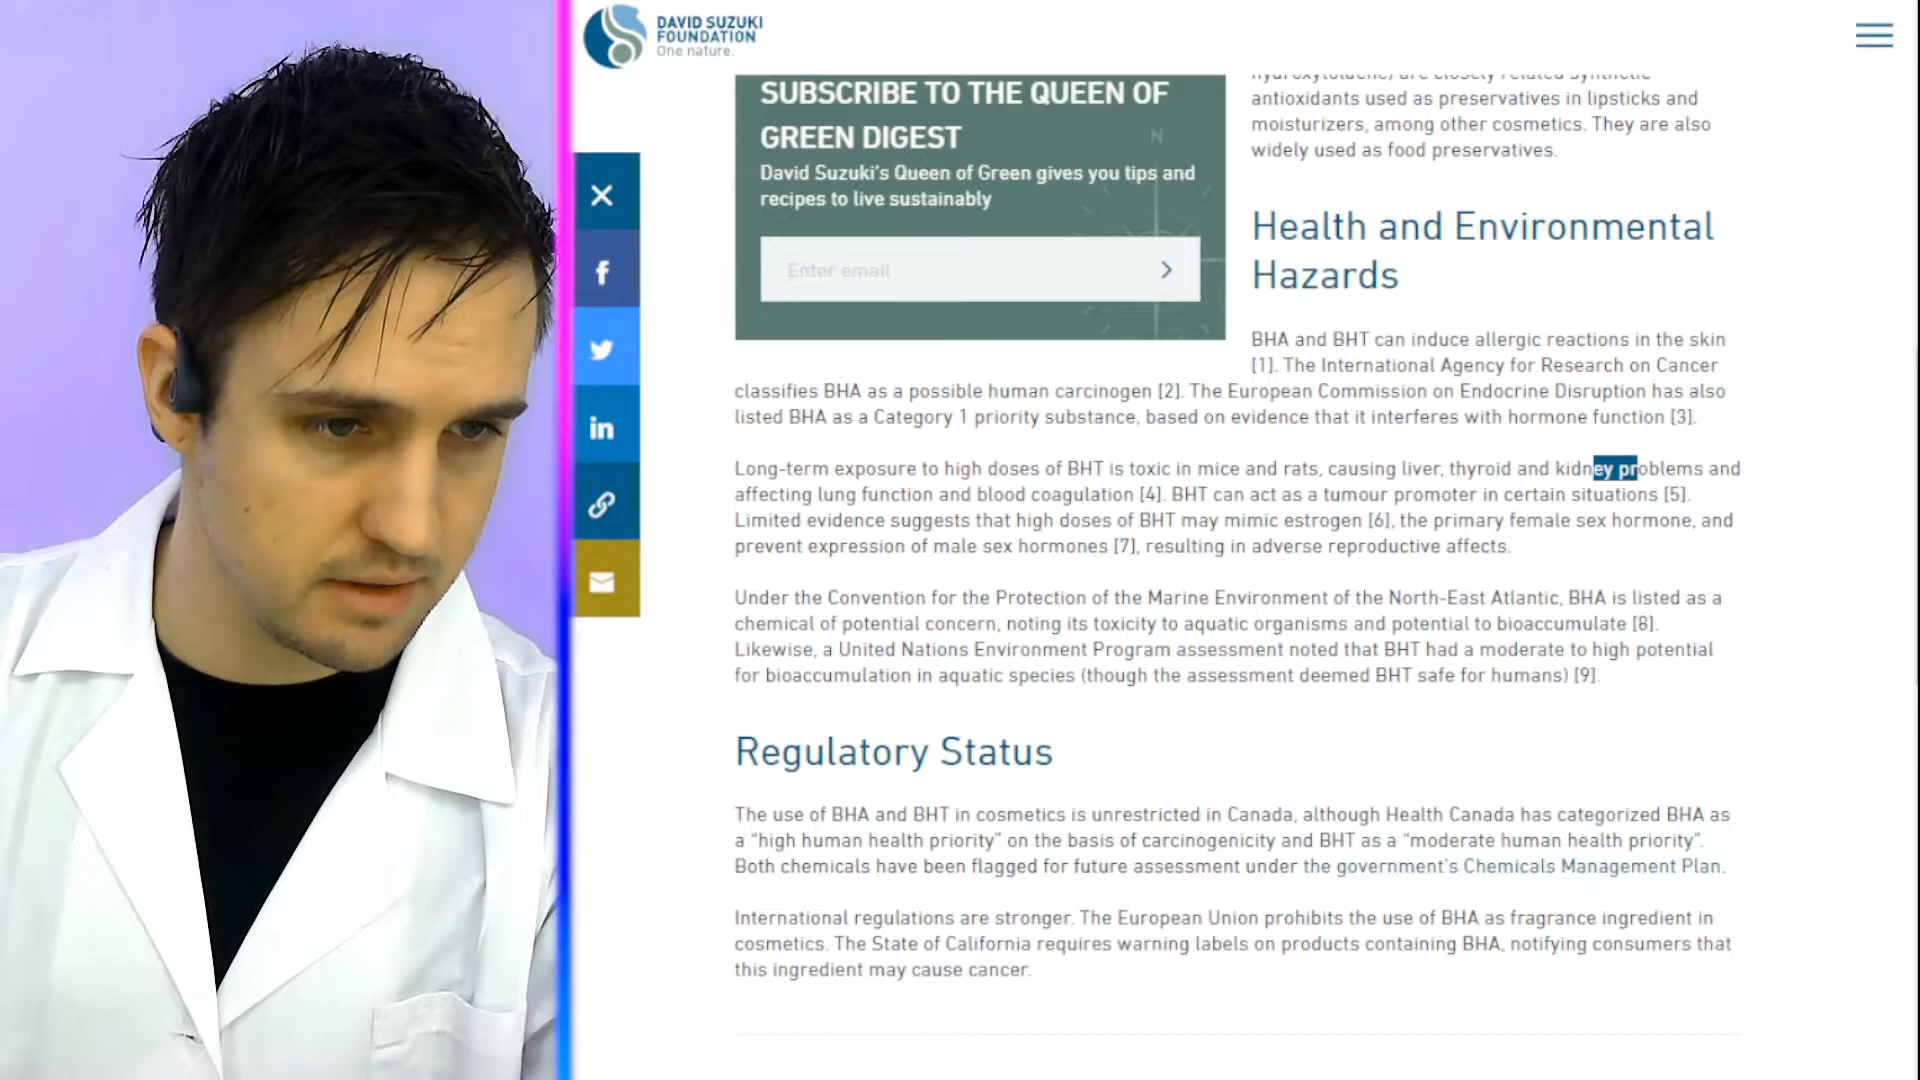 DAVID SUZUKI
FOUNDATION
One nature.
SUBSCRIBE TO THE QUEEN OF
GREEN DIGEST
David Suzuki's Queen of Green gives you tips and
recipes to live sustainably
Enter email
N
hydroxytoluene) are closely related synthetic
antioxidants used as preservatives in lipsticks and
moisturizers, among other cosmetics. They are also
widely used as food preservatives.
Health and Environmental
Hazards
BHA and BHT can induce allergic reactions in the skin
[1]. The International Agency for Research on Cancer
classifies BHA as a possible human carcinogen [2]. The European Commission on Endocrine Disruption has also
listed BHA as a Category 1 priority substance, based on evidence that it interferes with hormone function [3].
Long-term exposure to high doses of BHT is toxic in mice and rats, causing liver, thyroid and kidney problems and
affecting lung function and blood coagulation [4]. BHT can act as a tumour promoter in certain situations [5].
Limited evidence suggests that high doses of BHT may mimic estrogen [6], the primary female sex hormone, and
prevent expression of male sex hormones [7], resulting in adverse reproductive affects.
Under the Convention for the Protection of the Marine Environment of the North-East Atlantic, BHA is listed as a
chemical of potential concern, noting its toxicity to aquatic organisms and potential to bioaccumulate [8].
Likewise, a United Nations Environment Program assessment noted that BHT had a moderate to high potential
for bioaccumulation in aquatic species (though the assessment deemed BHT safe for humans) [9].
Regulatory Status
The use of BHA and BHT in cosmetics is unrestricted in Canada, although Health Canada has categorized BHA as
a “high human health priority” on the basis of carcinogenicity and BHT as a “moderate human health priority”.
Both chemicals have been flagged for future assessment under the government's Chemicals Management Plan.
International regulations are stronger. The European Union prohibits the use of BHA as fragrance ingredient in
cosmetics. The State of California requires warning labels on products containing BHA, notifying consumers that
this ingredient may cause cancer.